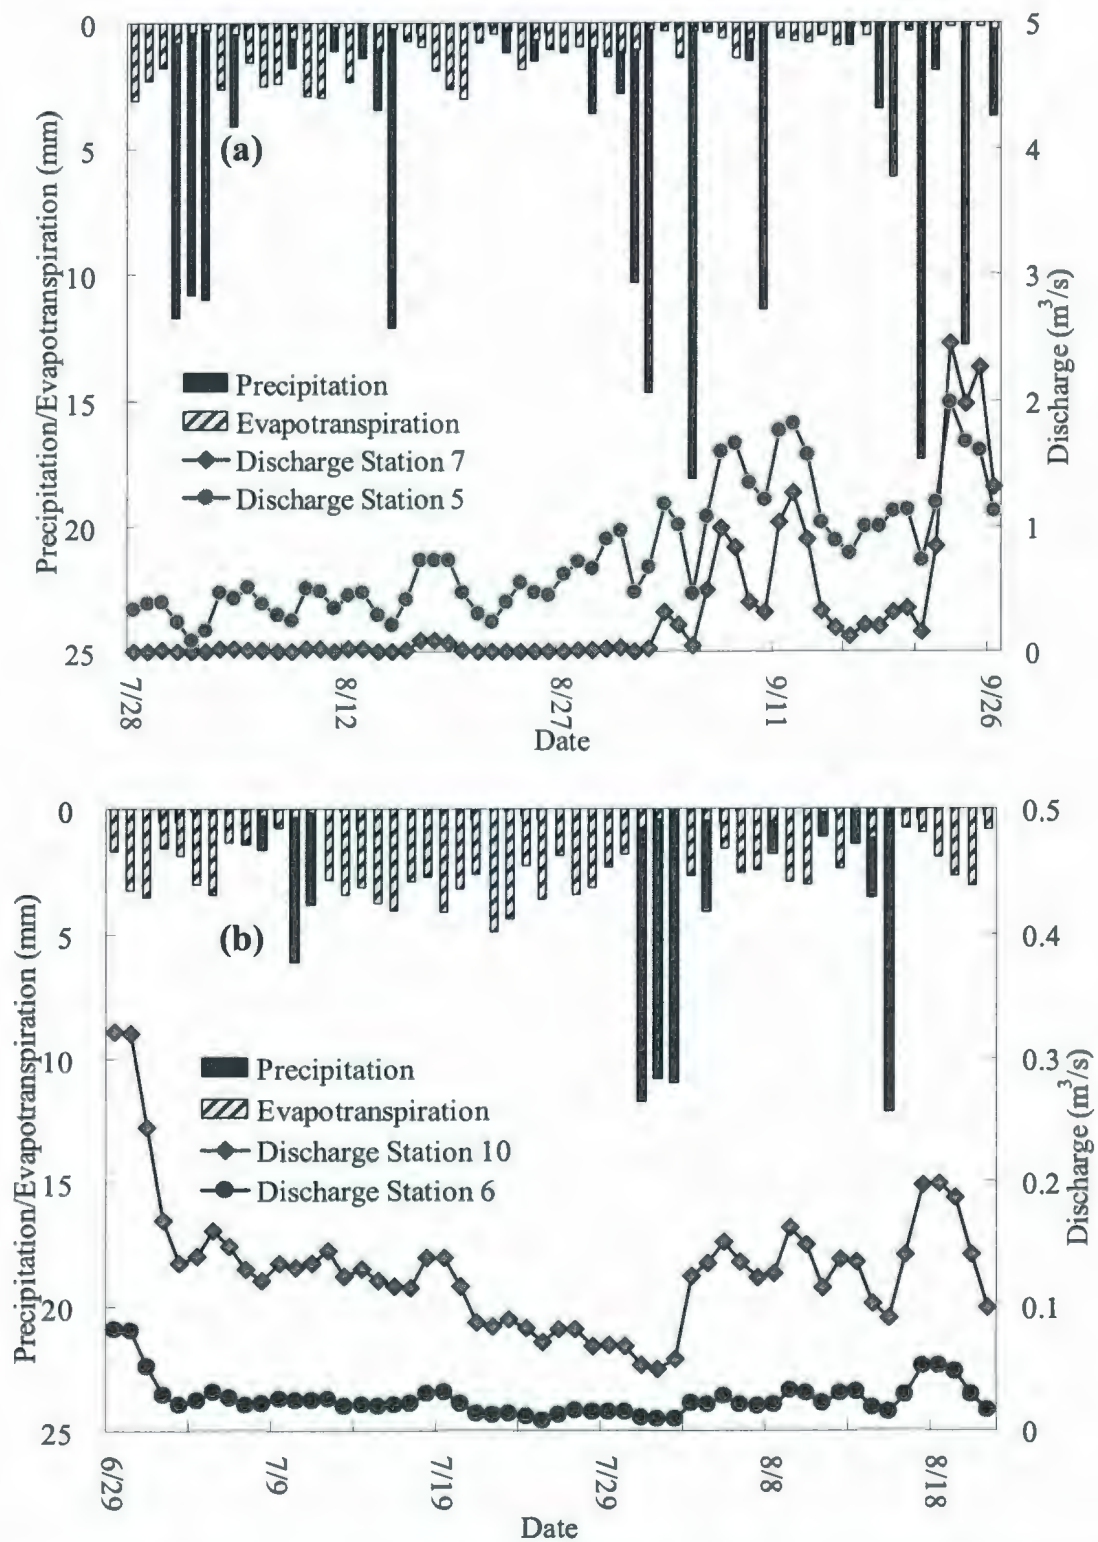 0
5
10
15
20
25
Precipitation/Evapotranspiration (mm)
(a)
Precipitation
Evapotranspiration
Discharge Station 7
Discharge Station 5
5
4
3
2
1
0
Discharge (m³/s)
7/28
8/12
8/27
9/11
9/26
Date
0
5
10
15
20
25
Precipitation/Evapotranspiration (mm)
(b)
Precipitation
Evapotranspiration
Discharge Station 10
Discharge Station 6
0.5
0.4
0.3
0.2
0.1
0
Discharge (m³/s)
6/29
7/9
7/19
7/29
8/8
8/18
Date